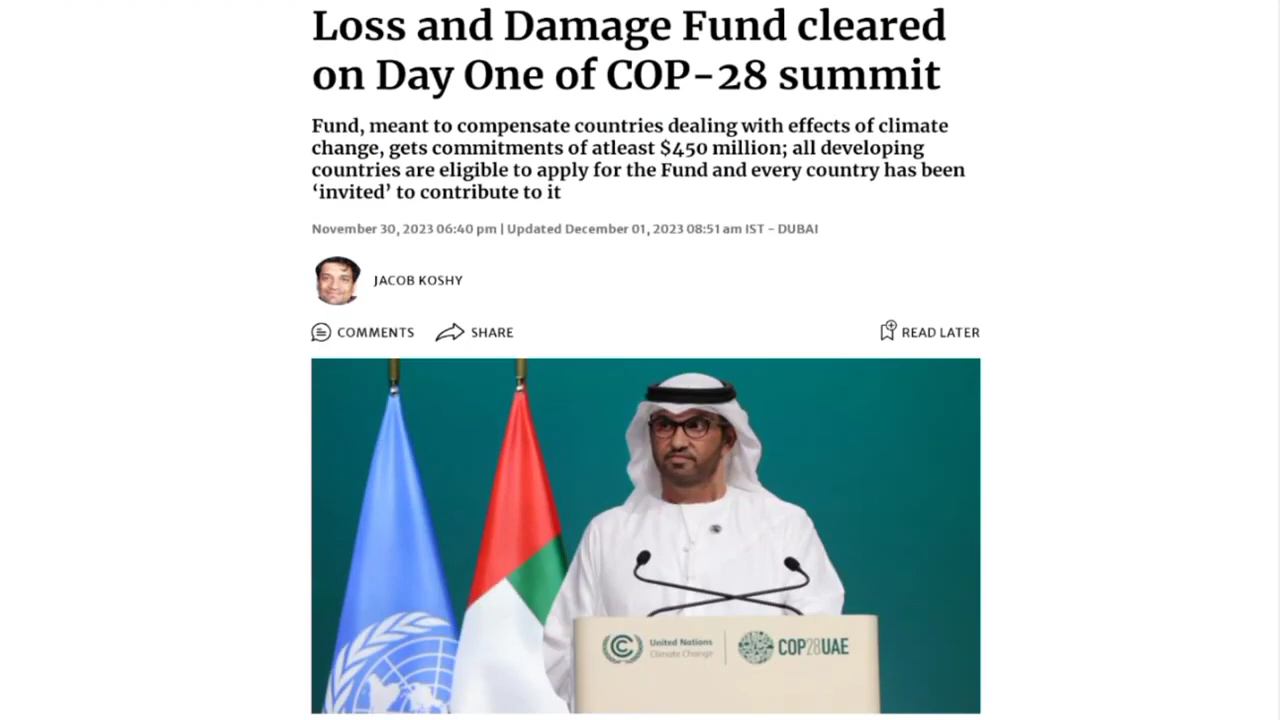 Loss and Damage Fund cleared
on Day One of COP-28 summit
Fund, meant to compensate countries dealing with effects of climate
change, gets commitments of atleast $450 million; all developing
countries are eligible to apply for the Fund and every country has been
‘invited’ to contribute to it
November 30, 2023 06:40 pm | Updated December 01, 2023 08:51 am IST - DUBAI
JACOB KOSHY
COMMENTS SHARE READ LATER
United Nations
Climate Change
COP28UAE